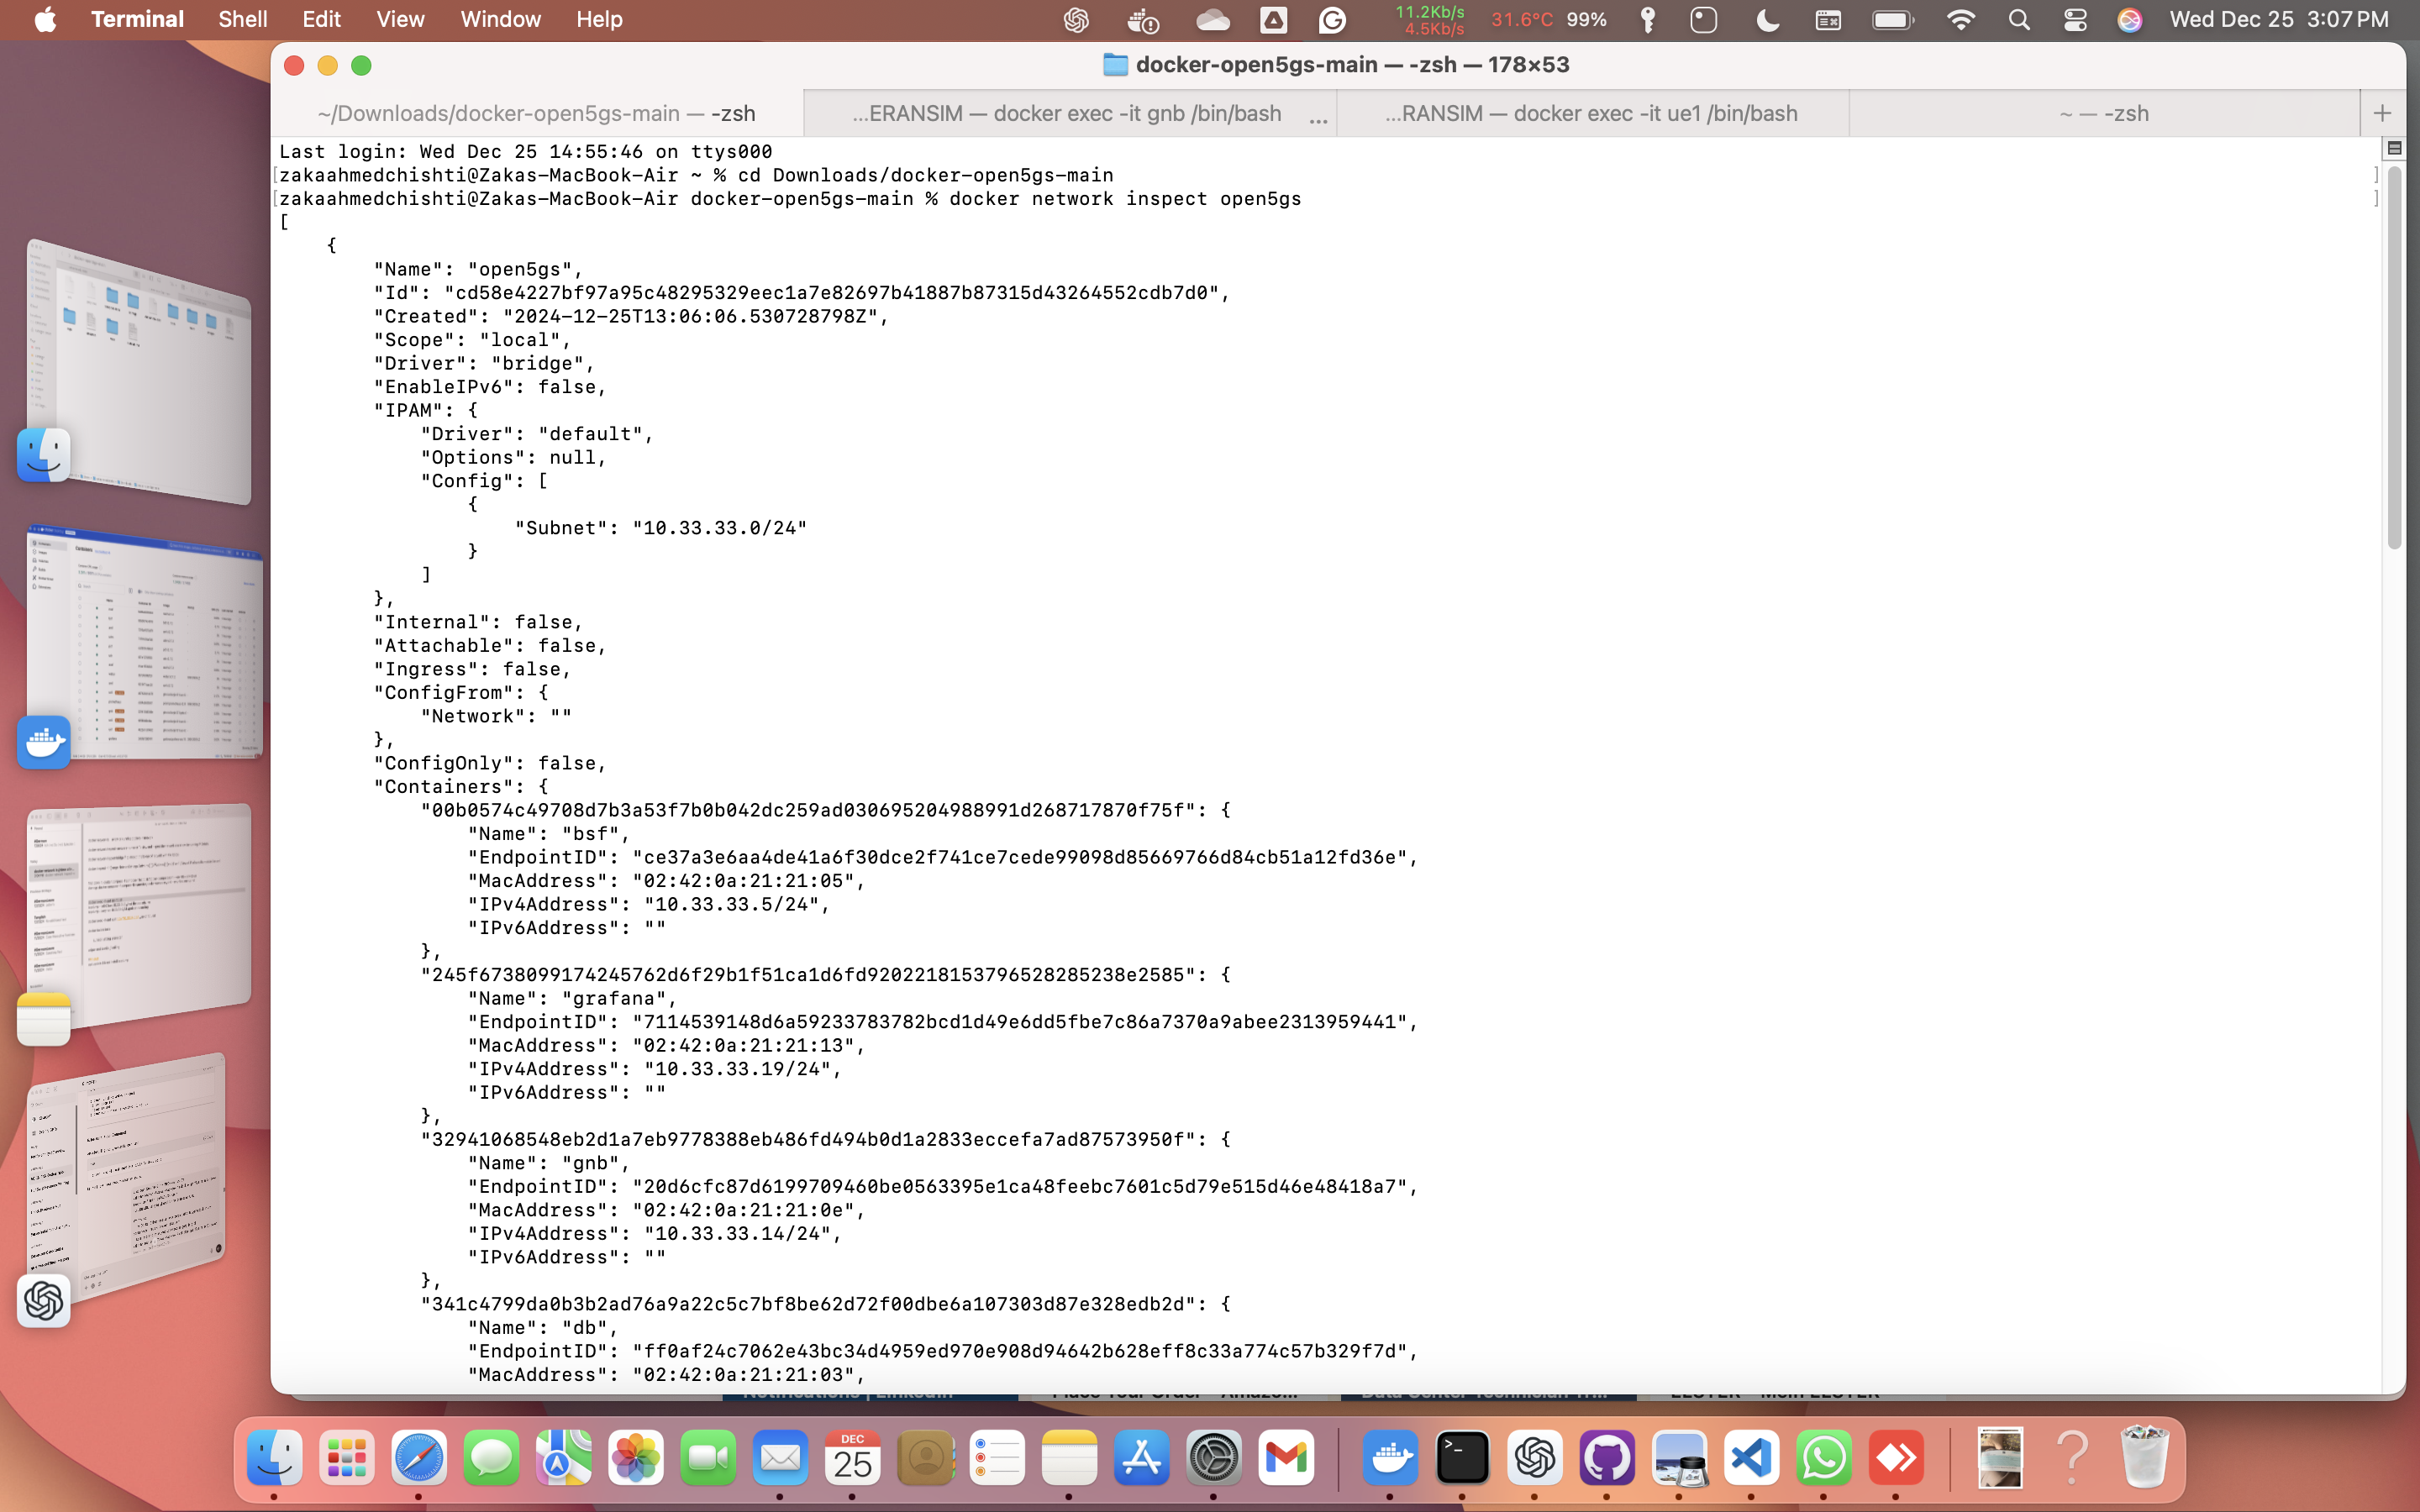 Terminal Shell Edit View Window Help
11.2Kb/s
4.5Kb/s
31.6°C 99%
Wed Dec 25 3:07 PM
docker-open5gs-main — -zsh — 178×53
~/Downloads/docker-open5gs-main — -zsh
...ERANSIM — docker exec -it gnb /bin/bash ...
...RANSIM — docker exec -it ue1 /bin/bash
~ — -zsh
Last login: Wed Dec 25 14:55:46 on ttys000
[zakaahmedchishti@Zakas-MacBook-Air ~ % cd Downloads/docker-open5gs-main ]
[zakaahmedchishti@Zakas-MacBook-Air docker-open5gs-main % docker network inspect open5gs ]
[
    {
        "Name": "open5gs",
        "Id": "cd58e4227bf97a95c48295329eec1a7e82697b41887b87315d43264552cdb7d0",
        "Created": "2024-12-25T13:06:06.530728798Z",
        "Scope": "local",
        "Driver": "bridge",
        "EnableIPv6": false,
        "IPAM": {
            "Driver": "default",
            "Options": null,
            "Config": [
                {
                    "Subnet": "10.33.33.0/24"
                }
            ]
        },
        "Internal": false,
        "Attachable": false,
        "Ingress": false,
        "ConfigFrom": {
            "Network": ""
        },
        "ConfigOnly": false,
        "Containers": {
            "00b0574c49708d7b3a53f7b0b042dc259ad030695204988991d268717870f75f": {
                "Name": "bsf",
                "EndpointID": "ce37a3e6aa4de41a6f30dce2f741ce7cede99098d85669766d84cb51a12fd36e",
                "MacAddress": "02:42:0a:21:21:05",
                "IPv4Address": "10.33.33.5/24",
                "IPv6Address": ""
            },
            "245f6738099174245762d6f29b1f51ca1d6fd9202218153796528285238e2585": {
                "Name": "grafana",
                "EndpointID": "7114539148d6a59233783782bcd1d49e6dd5fbe7c86a7370a9abee2313959441",
                "MacAddress": "02:42:0a:21:21:13",
                "IPv4Address": "10.33.33.19/24",
                "IPv6Address": ""
            },
            "32941068548eb2d1a7eb9778388eb486fd494b0d1a2833eccefa7ad87573950f": {
                "Name": "gnb",
                "EndpointID": "20d6cfc87d6199709460be0563395e1ca48feebc7601c5d79e515d46e48418a7",
                "MacAddress": "02:42:0a:21:21:0e",
                "IPv4Address": "10.33.33.14/24",
                "IPv6Address": ""
            },
            "341c4799da0b3b2ad76a9a22c5c7bf8be62d72f00dbe6a107303d87e328edb2d": {
                "Name": "db",
                "EndpointID": "ff0af24c7062e43bc34d4959ed970e908d94642b628eff8c33a774c57b329f7d",
                "MacAddress": "02:42:0a:21:21:03",
DEC
25